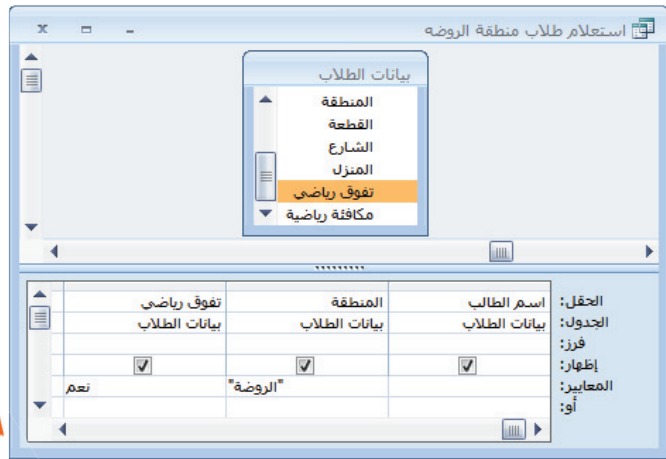 استعلام طلاب منطقة الروضه
بيانات الطلاب
المنطقة
القطعة
الشارع
المنزل
تفوق رياضي
مكافئة رياضية
الحقل: اسم الطالب المنطقة تفوق رياضي
الجدول: بيانات الطلاب بيانات الطلاب بيانات الطلاب
فرز:
إظهار:
المعايير: "الروضة" نعم
أو: